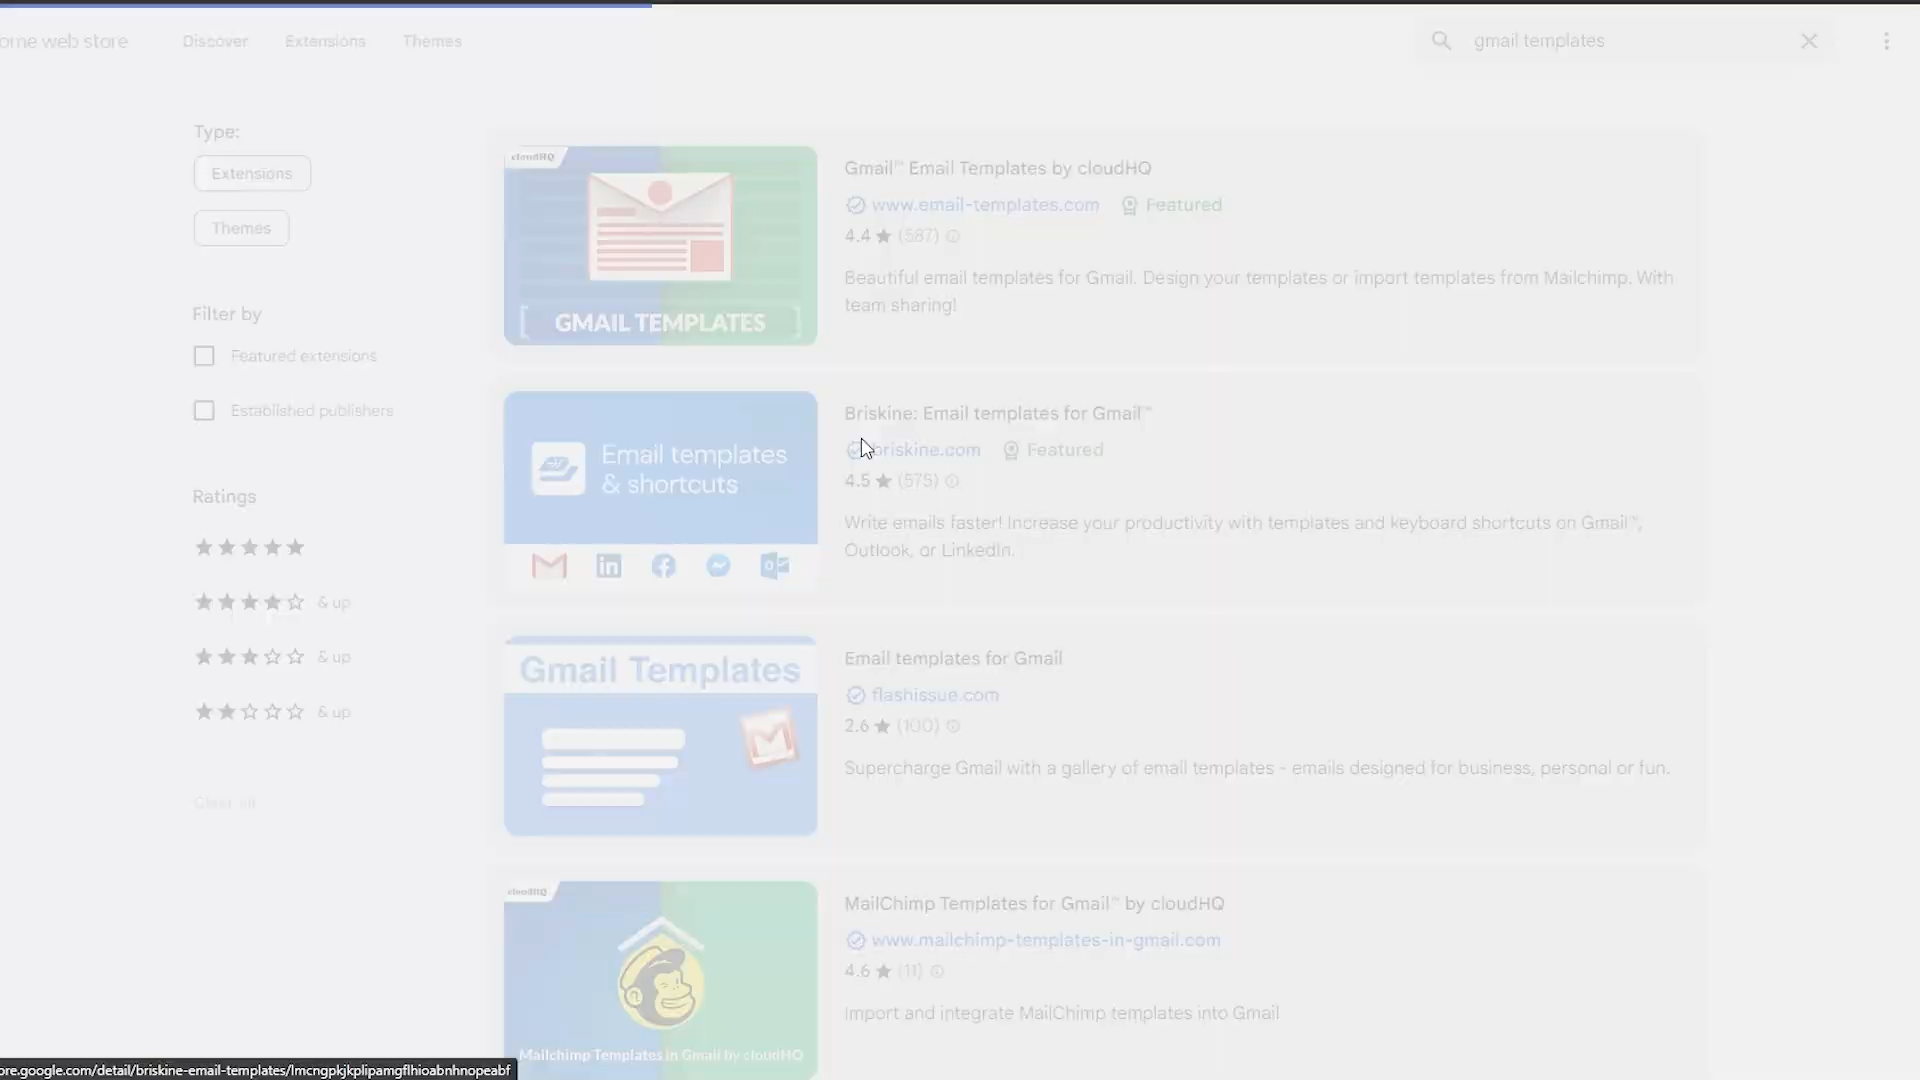 ome web store
Discover
Extensions
Themes
gmail templates
Type:
Extensions
Themes
Filter by
Featured extensions
Established publishers
Ratings
& up
& up
& up
Clear all
cloudHQ
GMAIL TEMPLATES
Gmail™ Email Templates by cloudHQ
www.email-templates.com
Featured
4.4 ★ (587)
Beautiful email templates for Gmail. Design your templates or import templates from Mailchimp. With
team sharing!
Email templates
& shortcuts
Briskine: Email templates for Gmail™
briskine.com
Featured
4.5 ★ (575)
Write emails faster! Increase your productivity with templates and keyboard shortcuts on Gmail™,
Outlook, or LinkedIn.
Gmail Templates
Email templates for Gmail
flashissue.com
2.6 ★ (100)
Supercharge Gmail with a gallery of email templates - emails designed for business, personal or fun.
cloudHQ
Mailchimp Templates in Gmail by cloudHQ
MailChimp Templates for Gmail™ by cloudHQ
www.mailchimp-templates-in-gmail.com
4.6 ★ (11)
Import and integrate MailChimp templates into Gmail
ore.google.com/detail/briskine-email-templates/lmcngpkjkplipamgflhioabnhnopeabf